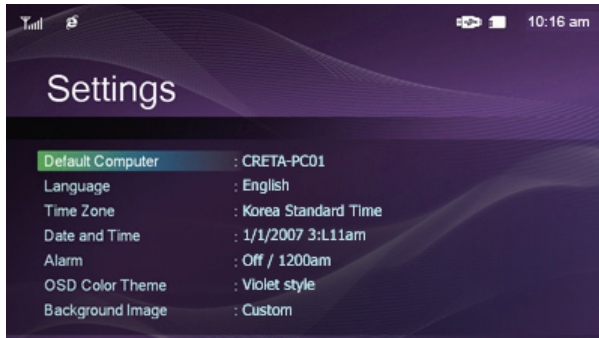 10:16 am
Settings
Default Computer : CRETA-PC01
Language : English
Time Zone : Korea Standard Time
Date and Time : 1/1/2007 3:L11am
Alarm : Off / 1200am
OSD Color Theme : Violet style
Background Image : Custom